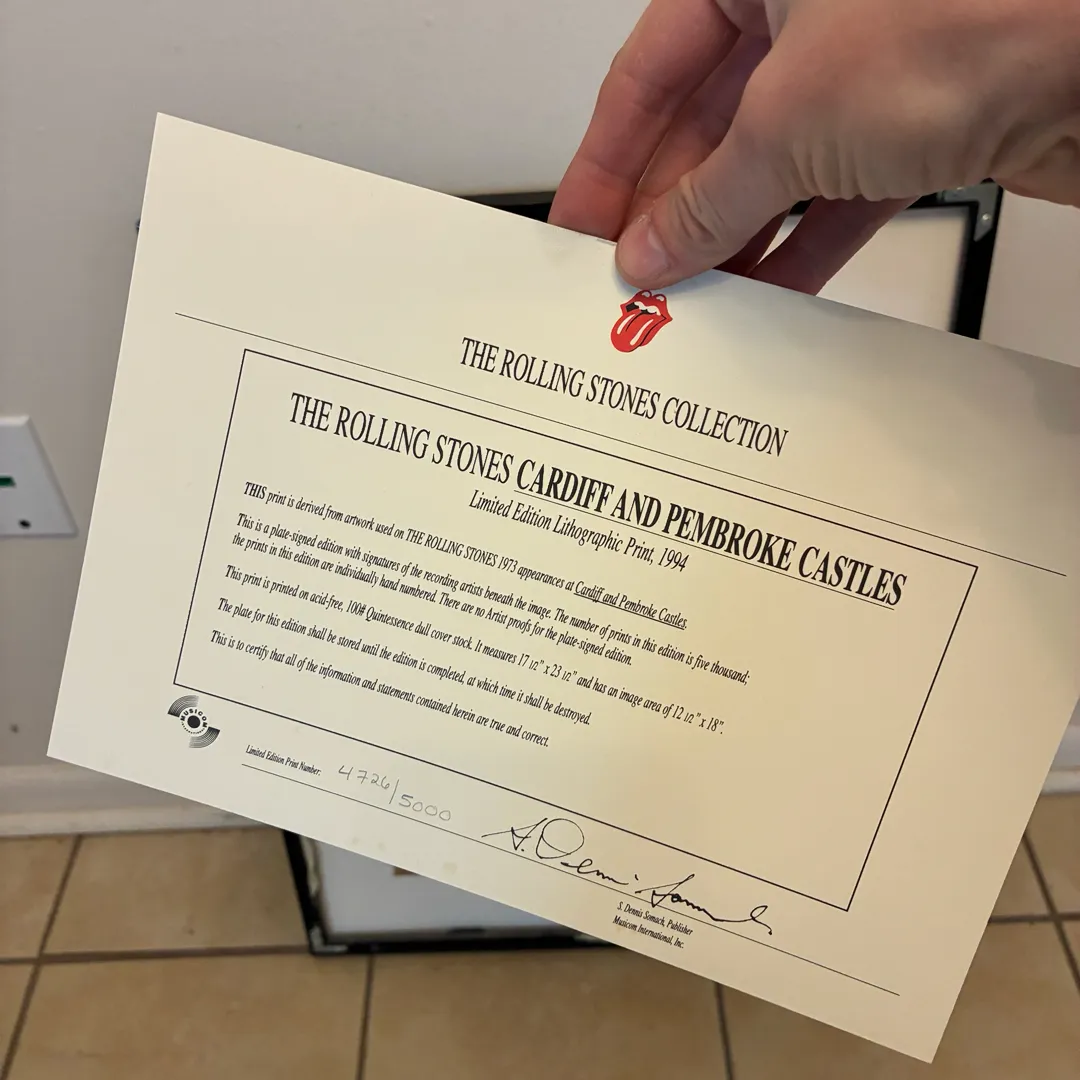 THE ROLLING STONES COLLECTION
THE ROLLING STONES CARDIFF AND PEMBROKE CASTLES
Limited Edition Lithographic Print, 1994
THIS print is derived from artwork used on THE ROLLING STONES 1973 appearances at Cardiff and Pembroke Castles.
This is a plate-signed edition with signatures of the recording artists beneath the image. The number of prints in this edition is five thousand;
the prints in this edition are individually hand numbered. There are no Artist proofs for the plate-signed edition.
This print is printed on acid-free, 100# Quintessence dull cover stock. It measures 17 1/2" x 23 1/2" and has an image area of 12 1/2" x 18".
The plate for this edition shall be stored until the edition is completed, at which time it shall be destroyed.
This is to certify that all of the information and statements contained herein are true and correct.
MUSICOM
Limited Edition Print Number: 4726/5000
S. Dennis Somach, Publisher
Musicom International, Inc.